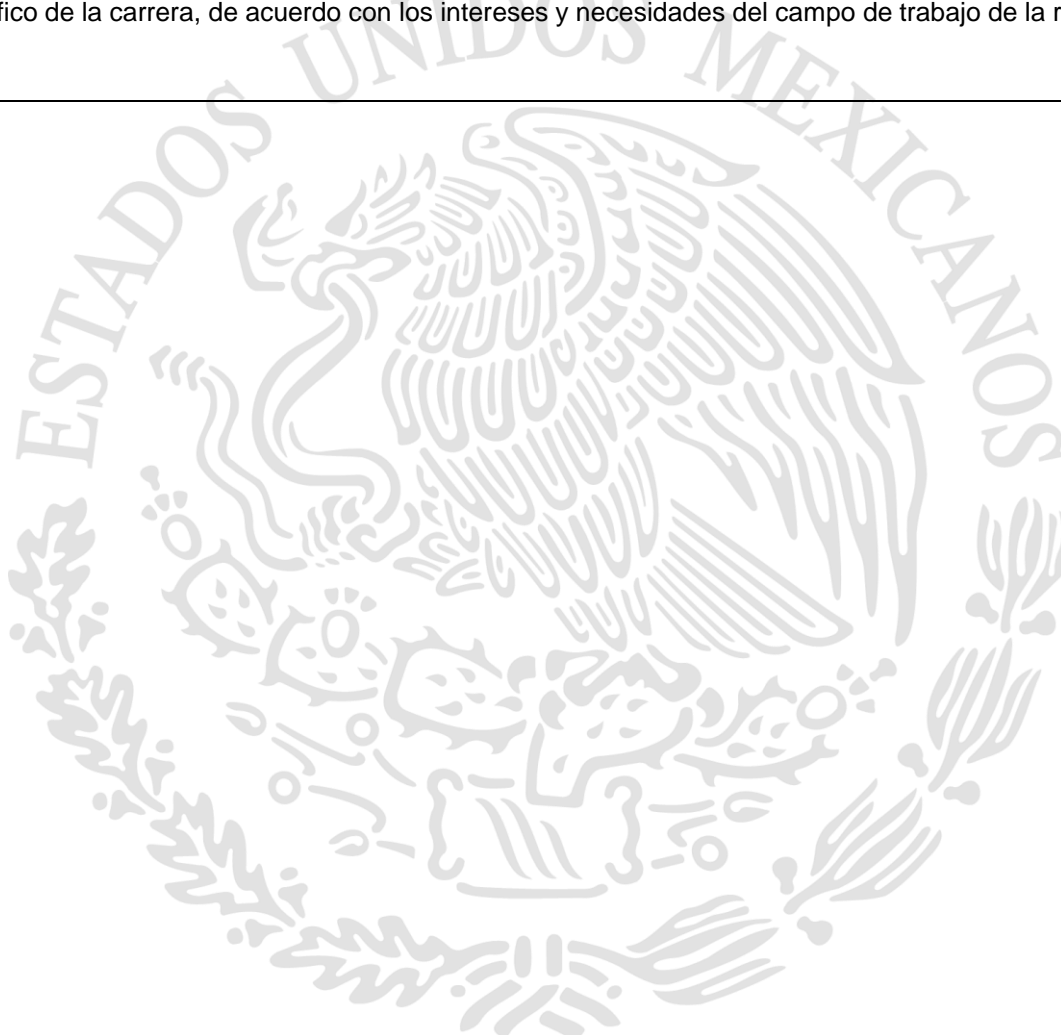 fico de la carrera, de acuerdo con los intereses y necesidades del campo de trabajo de la r
ESTADOS UNIDOS MEXICANOS